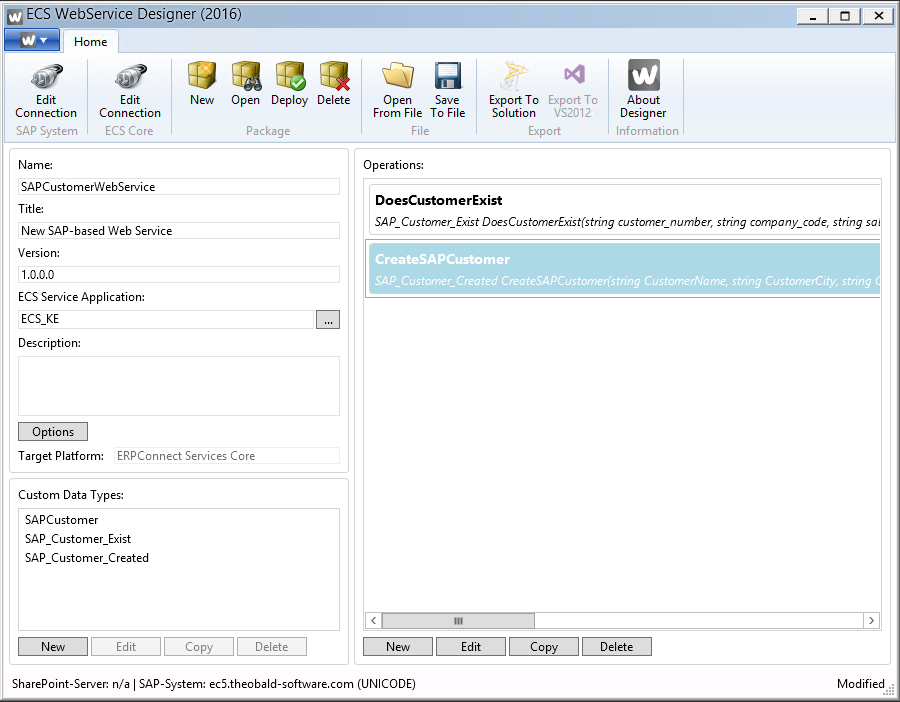 ECS WebService Designer (2016)
Home
Edit Connection
Edit Connection
New
Open
Deploy
Delete
Open From File
Save To File
Export To Solution
Export To VS2012
About Designer
SAP System
ECS Core
Package
File
Export
Information
Name:
SAPCustomerWebService
Title:
New SAP-based Web Service
Version:
1.0.0.0
ECS Service Application:
ECS_KE
...
Description:
Options
Target Platform: ERPConnect Services Core
Custom Data Types:
SAPCustomer
SAP_Customer_Exist
SAP_Customer_Created
New Edit Copy Delete
Operations:
DoesCustomerExist
SAP_Customer_Exist DoesCustomerExist(string customer_number, string company_code, string sal
CreateSAPCustomer
SAP_Customer_Created CreateSAPCustomer(string CustomerName, string CustomerCity, string C
New Edit Copy Delete
SharePoint-Server: n/a | SAP-System: ec5.theobald-software.com (UNICODE)
Modified